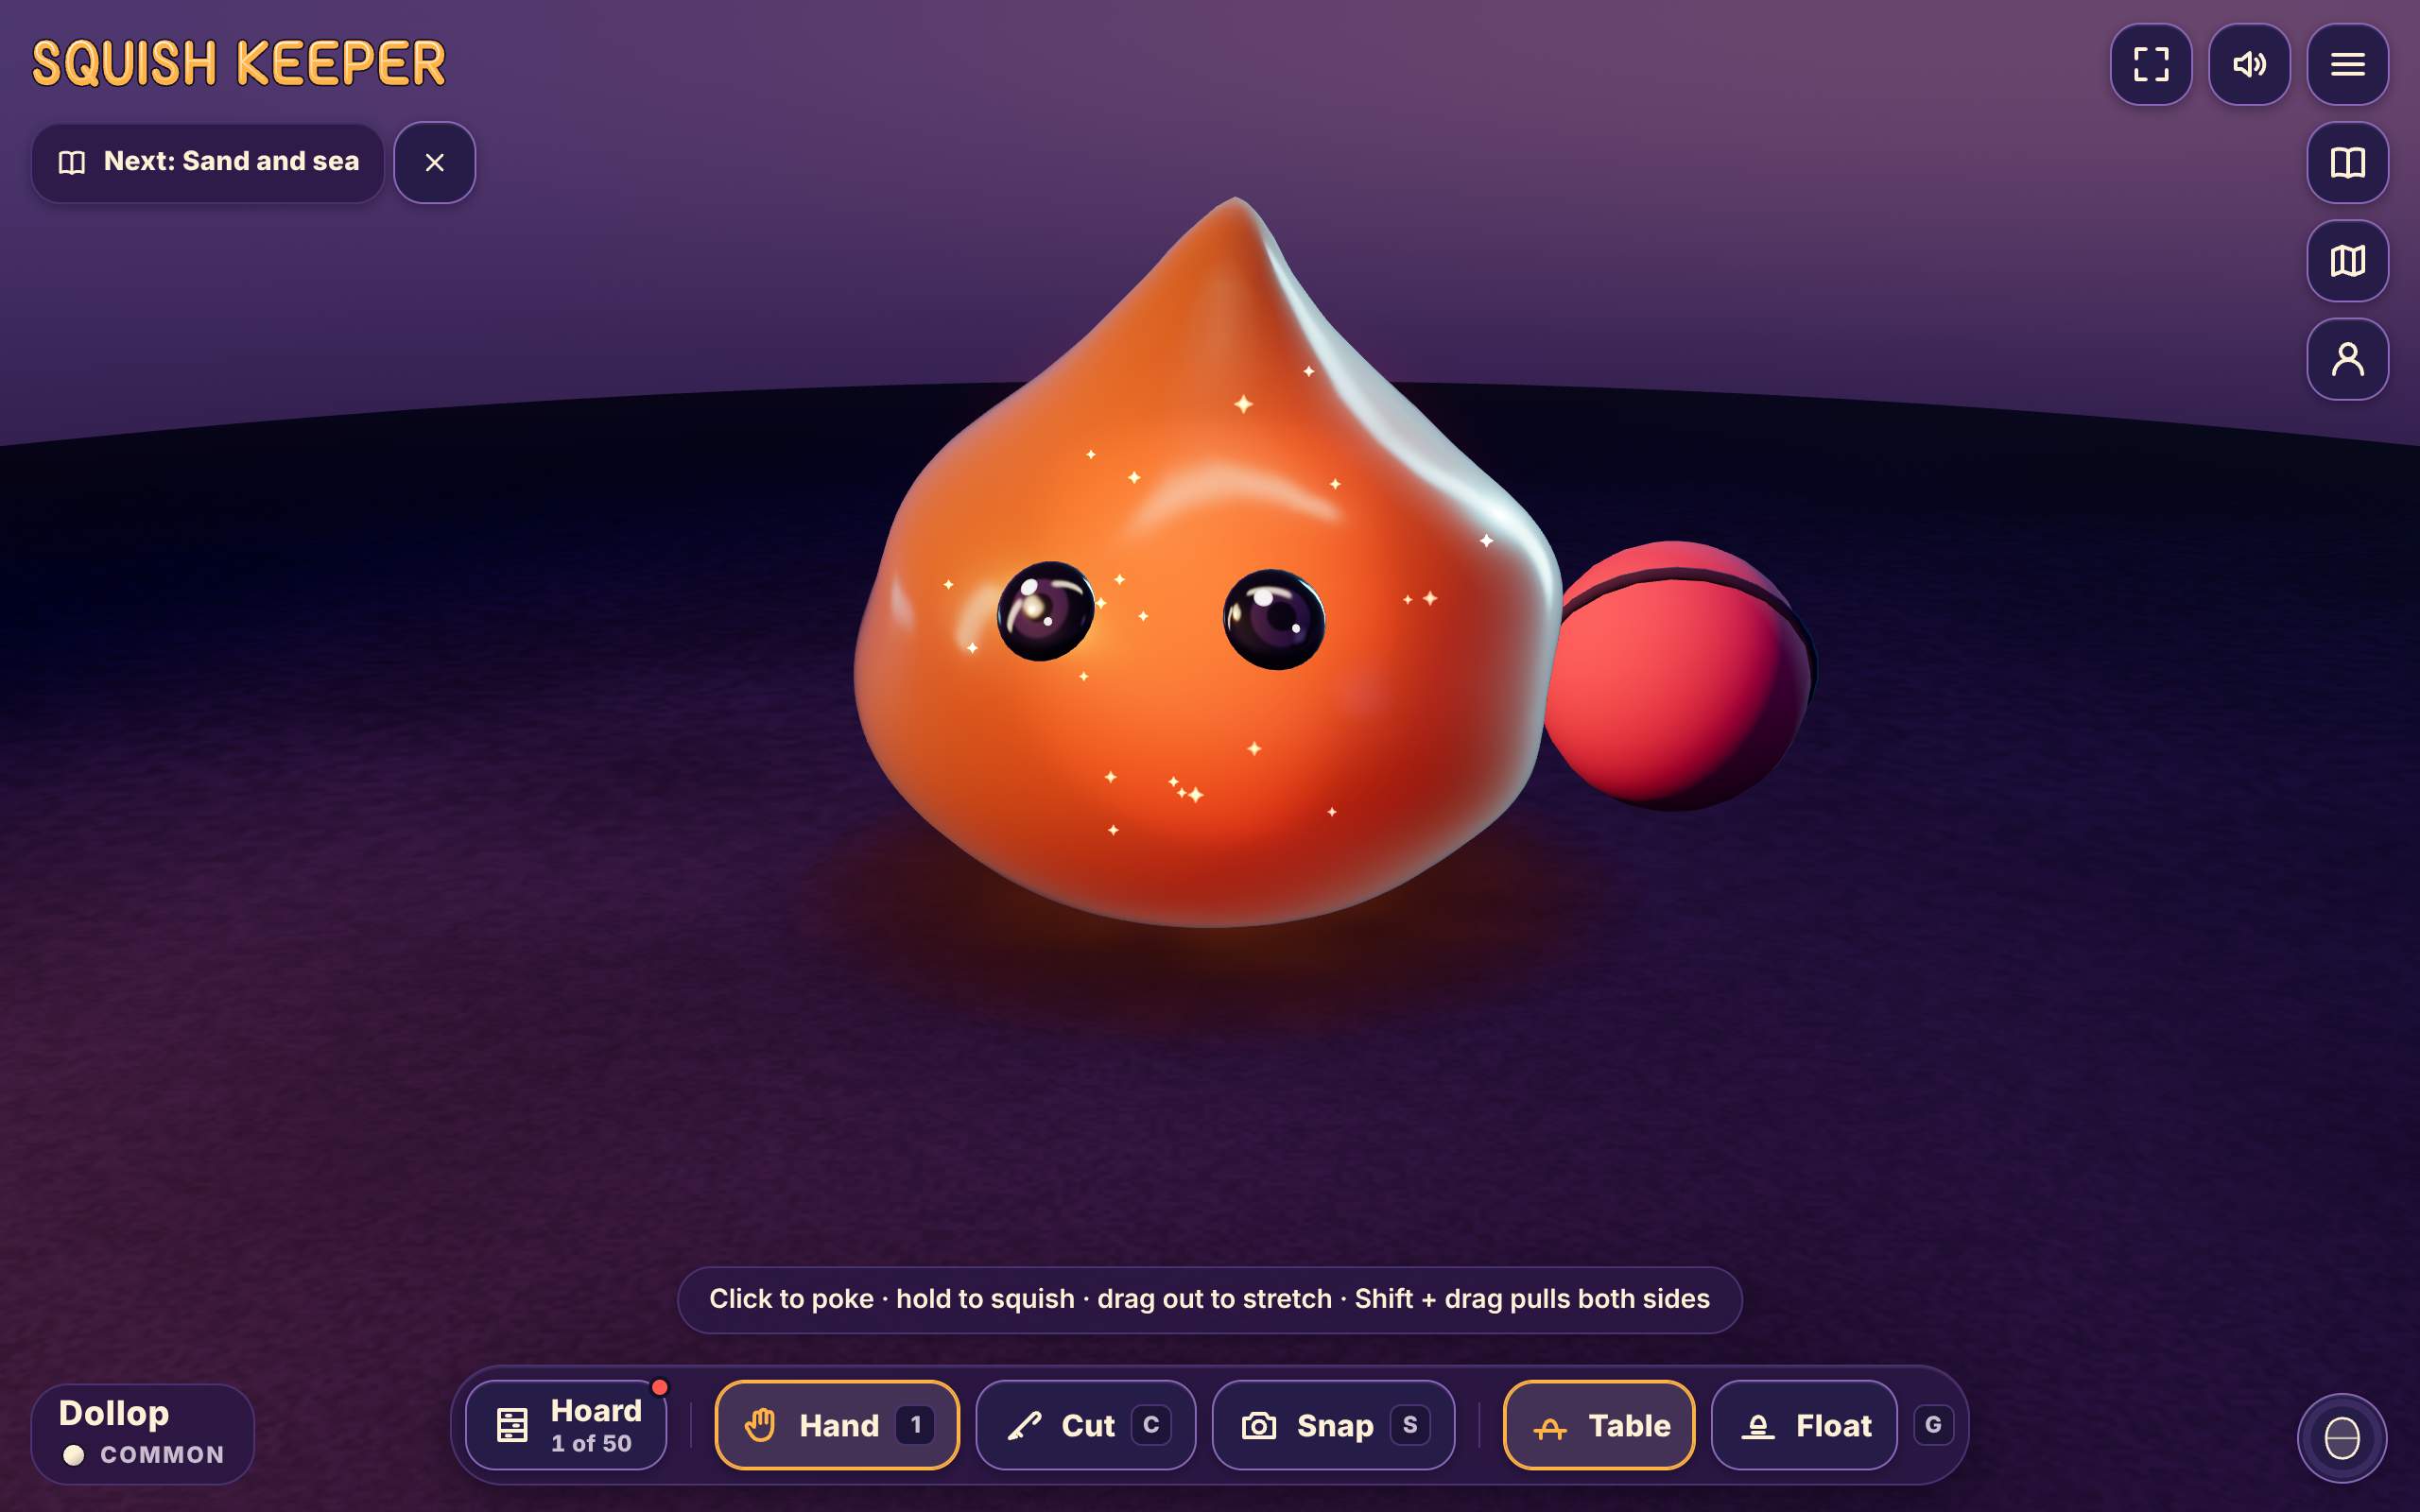 SQUISH KEEPER
Next: Sand and sea
Click to poke · hold to squish · drag out to stretch · Shift + drag pulls both sides
Dollop
COMMON
Hoard
1 of 50
Hand 1
Cut C
Snap S
Table
Float G